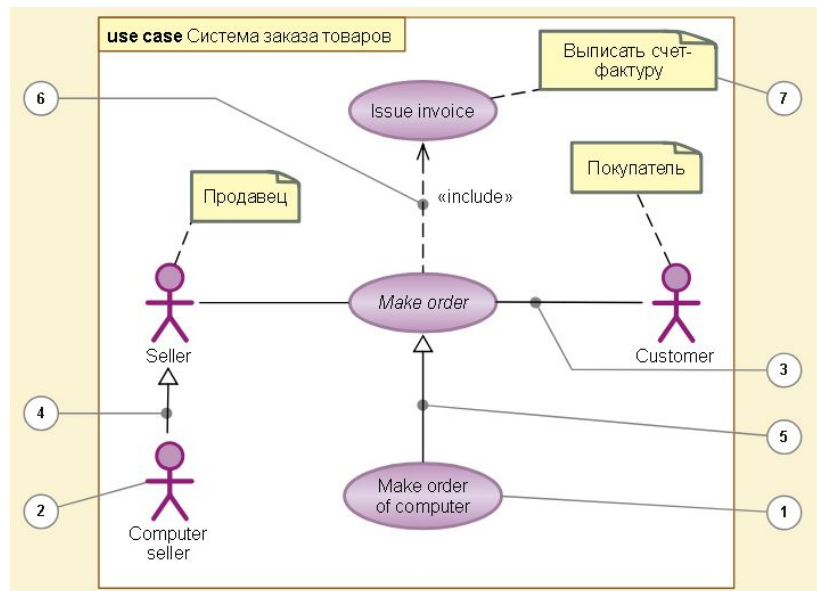 use case Система заказа товаров
Выписать счет-
фактуру
6
7
Issue invoice
Покупатель
Продавец
«include»
Make order
Seller
Customer
3
4
5
Make order
of computer
2
1
Computer
seller